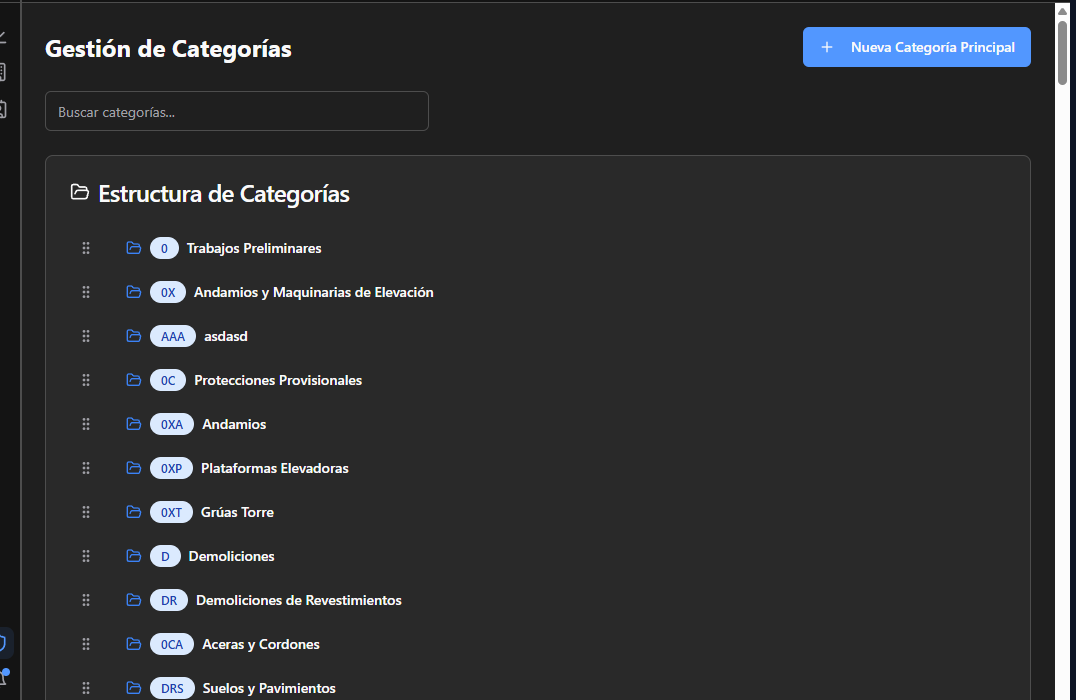 Gestión de Categorías
+ Nueva Categoría Principal
Buscar categorías...
Estructura de Categorías
0 Trabajos Preliminares
0X Andamios y Maquinarias de Elevación
AAA asdasd
0C Protecciones Provisionales
0XA Andamios
0XP Plataformas Elevadoras
0XT Grúas Torre
D Demoliciones
DR Demoliciones de Revestimientos
0CA Aceras y Cordones
DRS Suelos y Pavimientos